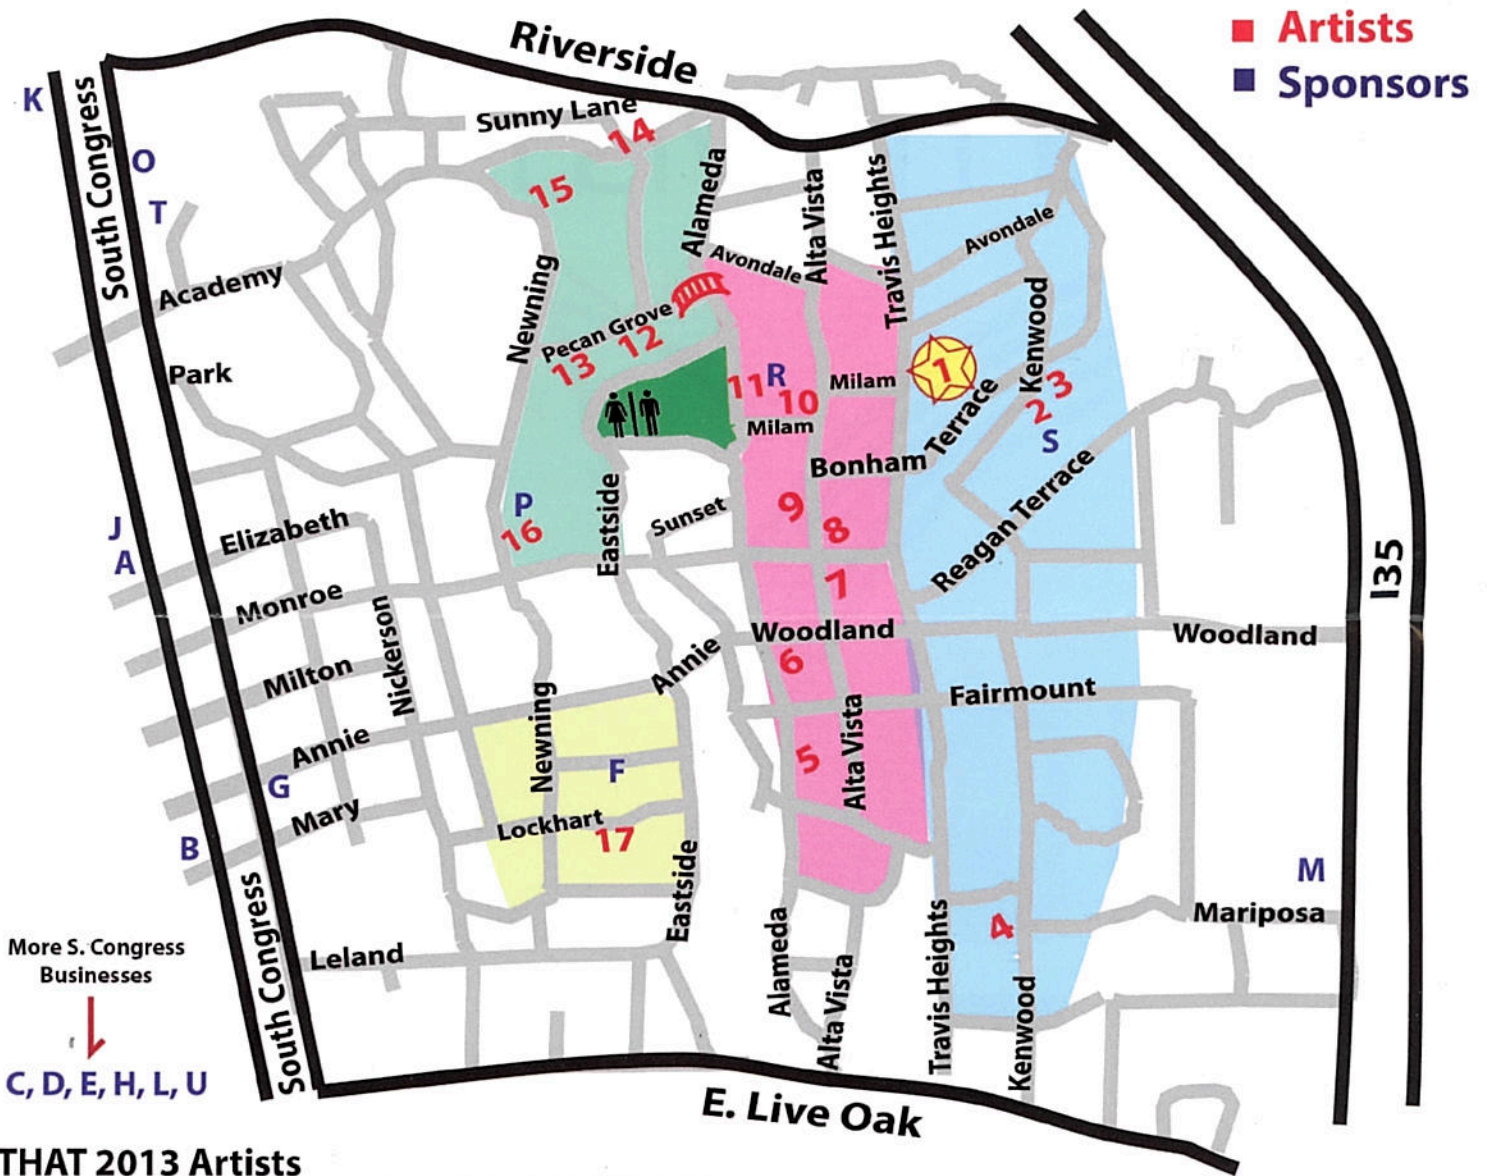 Riverside
Artists
Sponsors
K
South Congress
Sunny Lane
14
O
T
15
Alameda
Alta Vista
Travis Heights
Avondale
Avondale
Academy
Newning
Pecan Grove
12
13
Kenwood
Park
11
R
10
Milam
1
3
2
S
Milam
Bonham Terrace
Reagan Terrace
P
16
Eastside
Sunset
9
8
J
A
Elizabeth
I35
7
Monroe
Nickerson
Woodland
Woodland
6
Annie
Milton
Fairmount
Annie
Newning
F
5
Alta Vista
G
Mary
Lockhart
17
B
South Congress
Eastside
M
Mariposa
4
Leland
Alameda
Alta Vista
Travis Heights
Kenwood
More S. Congress
Businesses
C, D, E, H, L, U
E. Live Oak
THAT 2013 Artists